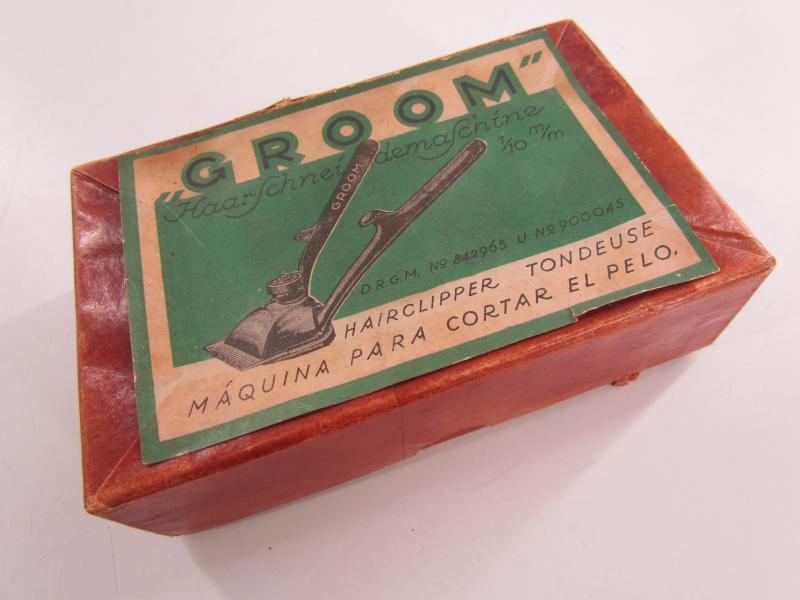 „GROOM”
Haarschneidemaschine 1/10 m/m
GROOM
D.R.G.M. No 842965 U. No 900045
HAIRCLIPPER TONDEUSE
MÁQUINA PARA CORTAR EL PELO.